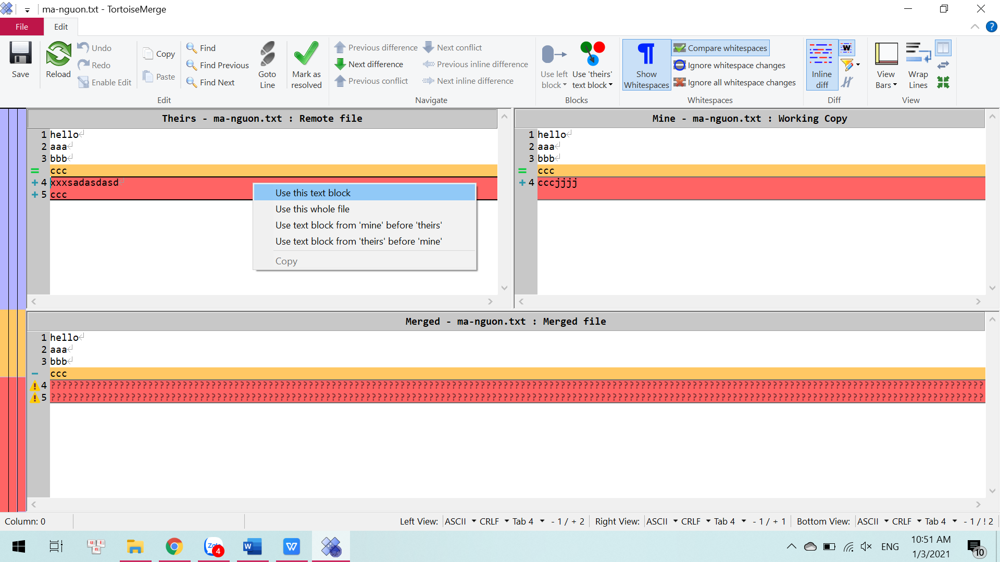 ma-nguon.txt - TortoiseMerge
File
Edit
Save
Reload
Undo
Redo
Enable Edit
Copy
Paste
Find
Find Previous
Find Next
Goto Line
Mark as resolved
Edit
Previous difference
Next difference
Previous conflict
Next conflict
Previous inline difference
Next inline difference
Navigate
Use left block
Use 'theirs' text block
Blocks
Show Whitespaces
Compare whitespaces
Ignore whitespace changes
Ignore all whitespace changes
Whitespaces
Inline diff
W
Diff
View Bars
Wrap Lines
View
?
Theirs - ma-nguon.txt : Remote file
1 hello
2 aaa
3 bbb
ccc
4 xxxsadasdasd
5 ccc
Use this text block
Use this whole file
Use text block from 'mine' before 'theirs'
Use text block from 'theirs' before 'mine'
Copy
Mine - ma-nguon.txt : Working Copy
1 hello
2 aaa
3 bbb
ccc
4 cccjjjj
Merged - ma-nguon.txt : Merged file
1 hello
2 aaa
3 bbb
ccc
4
5
Column: 0
Left View: ASCII CRLF Tab 4 - 1 / + 2
Right View: ASCII CRLF Tab 4 - 1 / + 1
Bottom View: ASCII CRLF Tab 4 - 1 / ! 2
u i n
Zalo
4
W
W
ENG
10:51 AM
1/3/2021
10